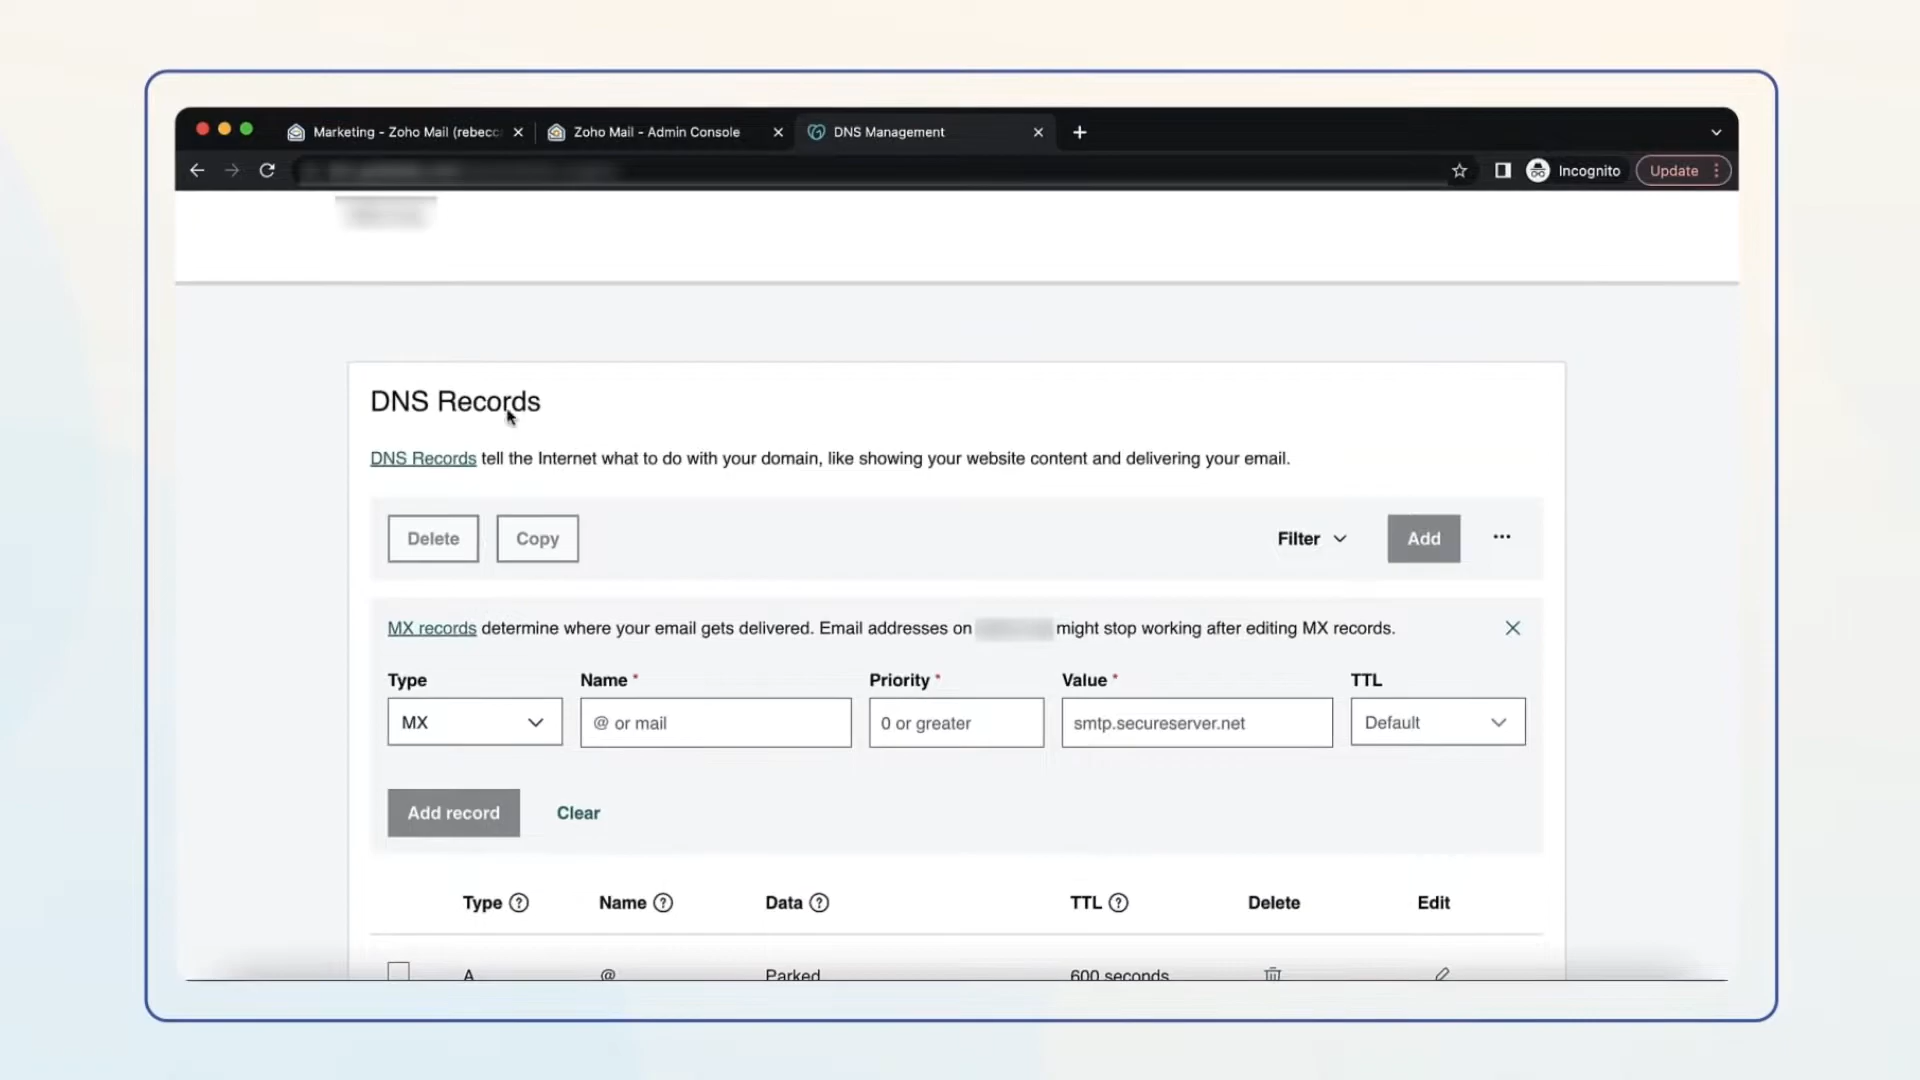 Marketing - Zoho Mail (rebecc
Zoho Mail - Admin Console
DNS Management
Incognito
Update
DNS Records
DNS Records tell the Internet what to do with your domain, like showing your website content and delivering your email.
Delete
Copy
Filter
Add
MX records determine where your email gets delivered. Email addresses on might stop working after editing MX records.
Type
Name *
Priority *
Value *
TTL
MX
@ or mail
0 or greater
smtp.secureserver.net
Default
Add record
Clear
Type
Name
Data
TTL
Delete
Edit
A
@
Parked
600 seconds